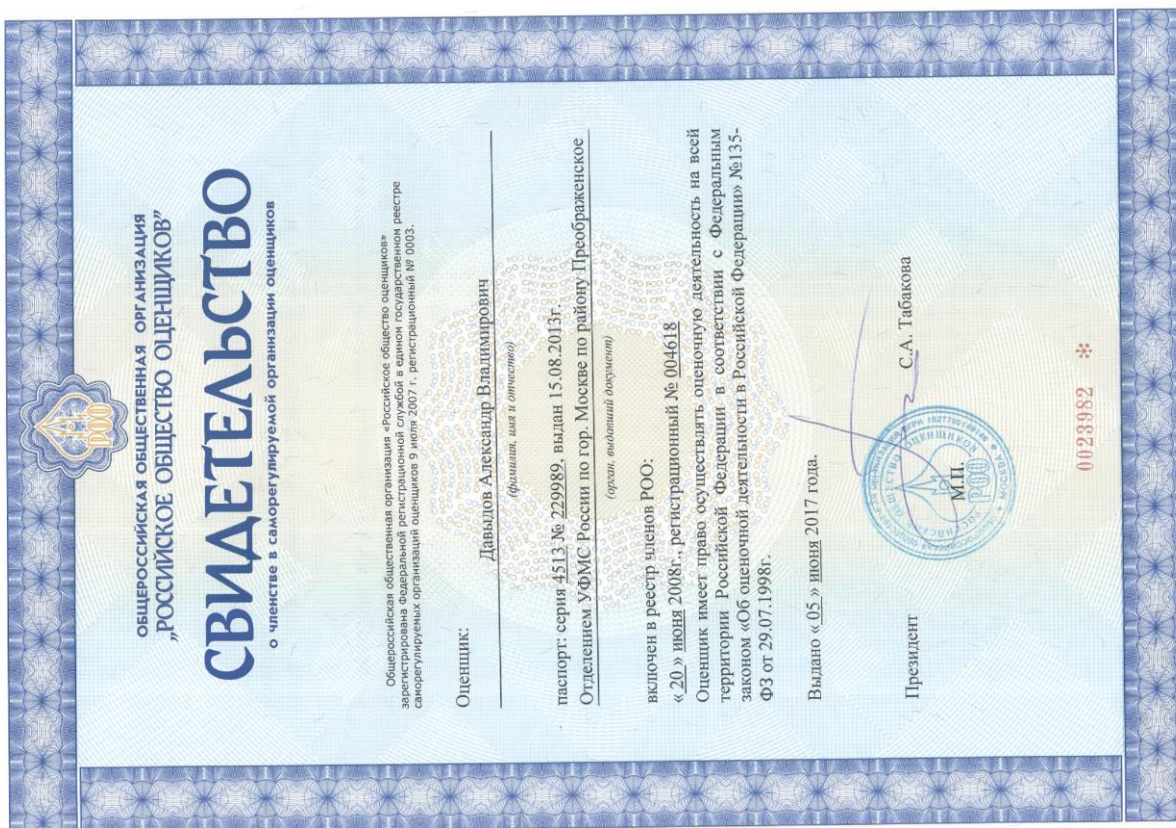 РОО
ОБЩЕРОССИЙСКАЯ ОБЩЕСТВЕННАЯ ОРГАНИЗАЦИЯ
„РОССИЙСКОЕ ОБЩЕСТВО ОЦЕНЩИКОВ”
СВИДЕТЕЛЬСТВО
о членстве в саморегулируемой организации оценщиков
Общероссийская общественная организация «Российское общество оценщиков»
зарегистрирована Федеральной регистрационной службой в едином государственном реестре
саморегулируемых организаций оценщиков 9 июля 2007 г. регистрационный № 0003.
Оценщик:
Давыдов Александр Владимирович
(фамилия, имя и отчество)
паспорт: серия 4513 № 229989, выдан 15.08.2013г.
Отделением УФМС России по гор. Москве по району Преображенское
(орган, выдавший документ)
включен в реестр членов РОО:
« 20 » июня 2008г., регистрационный № 004618
Оценщик имеет право осуществлять оценочную деятельность на всей
территории Российской Федерации в соответствии с Федеральным
законом «Об оценочной деятельности в Российской Федерации» №135-
ФЗ от 29.07.1998г.
Выдано « 05 » июня 2017 года.
Президент
С.А. Табакова
М.П.
РОО
0023982 *